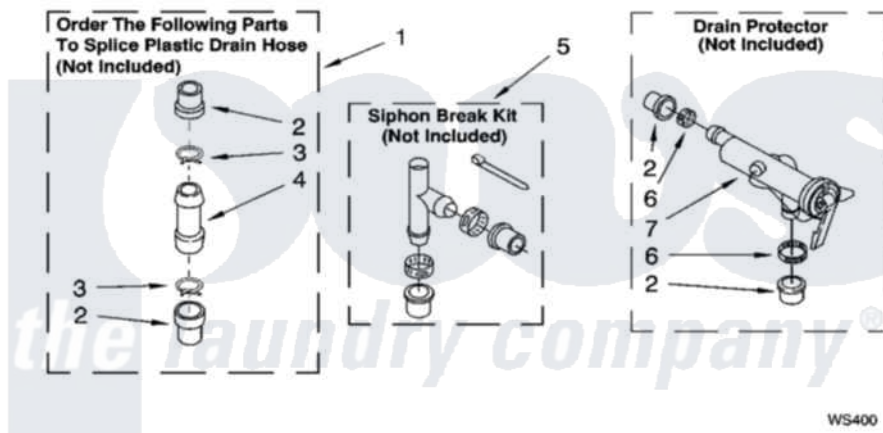 Order The Following Parts
To Splice Plastic Drain Hose
(Not Included)
1
2
3
4
3
2
5
Siphon Break Kit
(Not Included)
Drain Protector
(Not Included)
2
6
7
6
2
the laundry company®
WS400